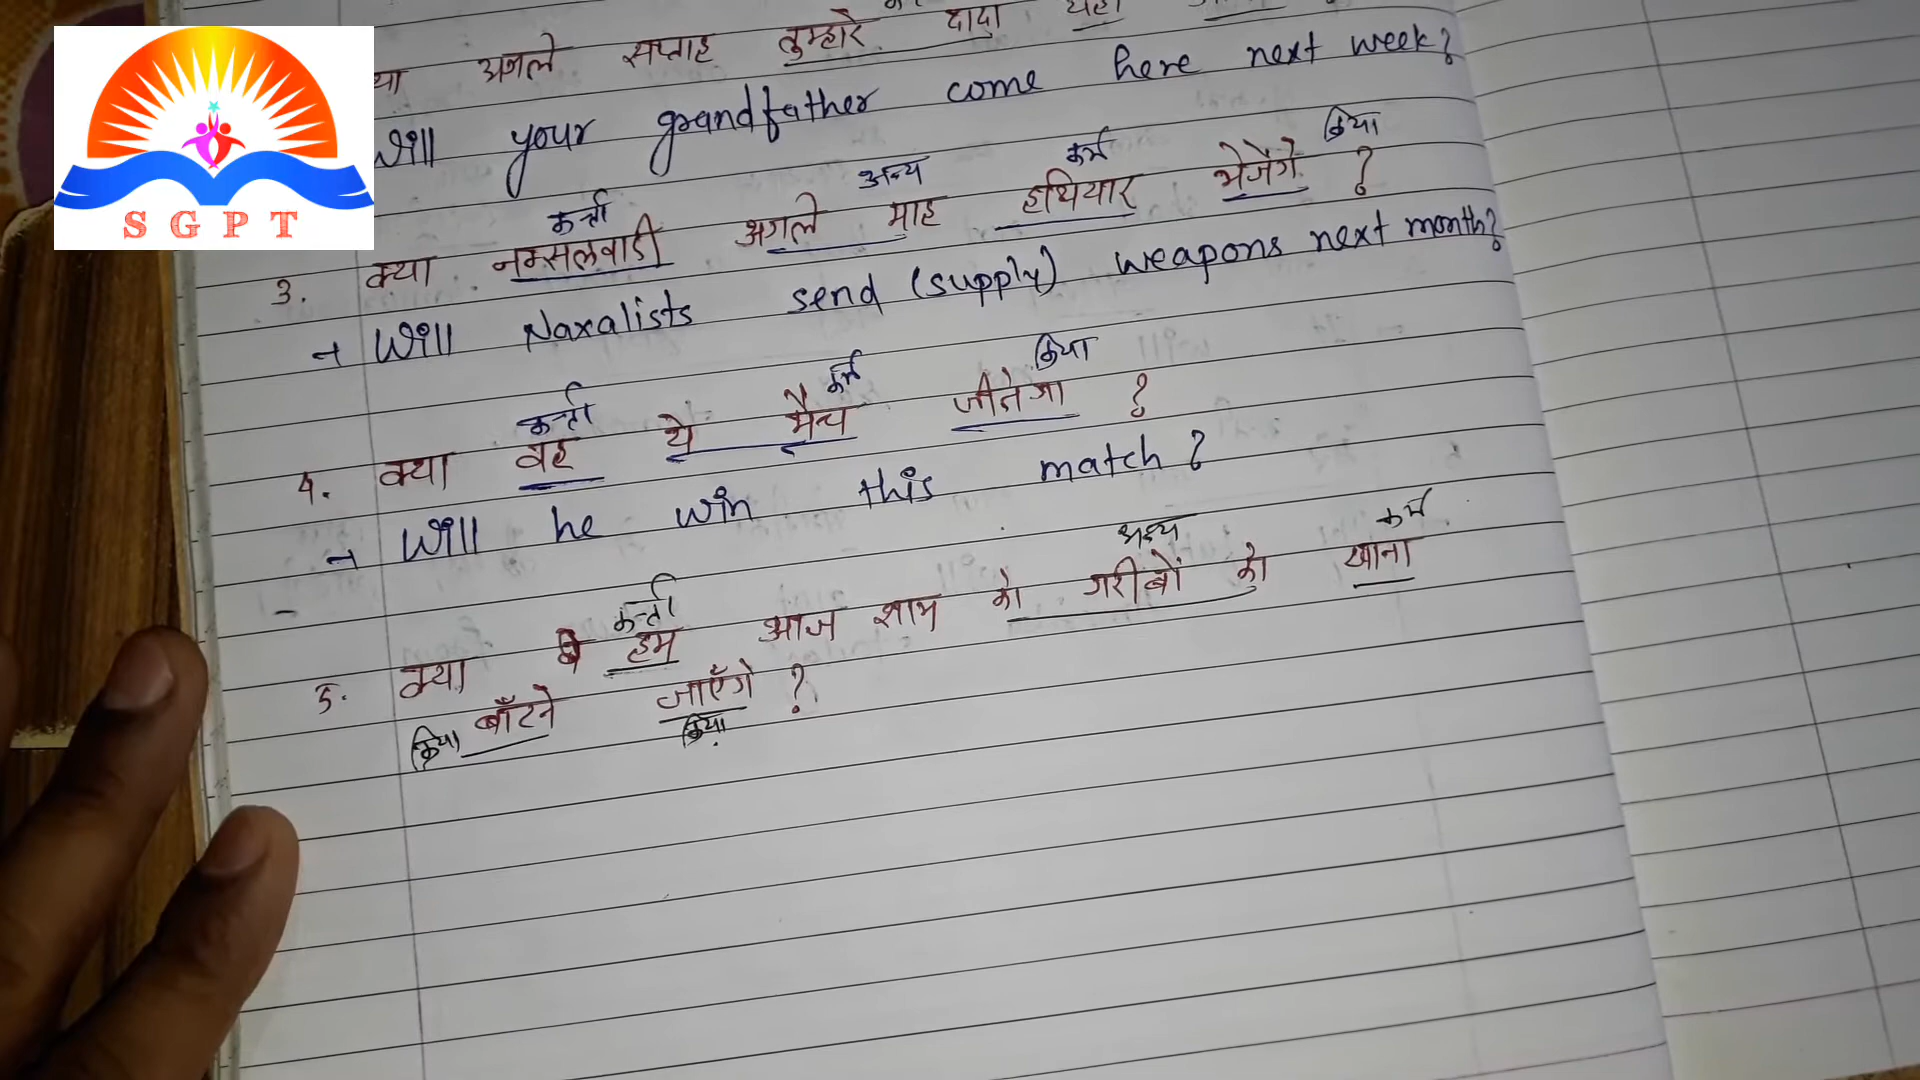 या अगले सप्ताह तुम्हारे दादा यहाँ
Will your grandfather come here next week?
कर्त्ता अन्य कर्म क्रिया
3. क्या नक्सलवादी अगले माह हथियार भेजेंगे ?
→ Will Naxalists send (supply) weapons next month?
कर्त्ता कर्म क्रिया
4. क्या वह ये मैच जीतेगा ?
→ Will he win this match ?
कर्त्ता अन्य कर्म
5. क्या हम आज शाम को गरीबों को खाना
क्रिया बाँटने जाएँगे ?
क्रिया
SGPT